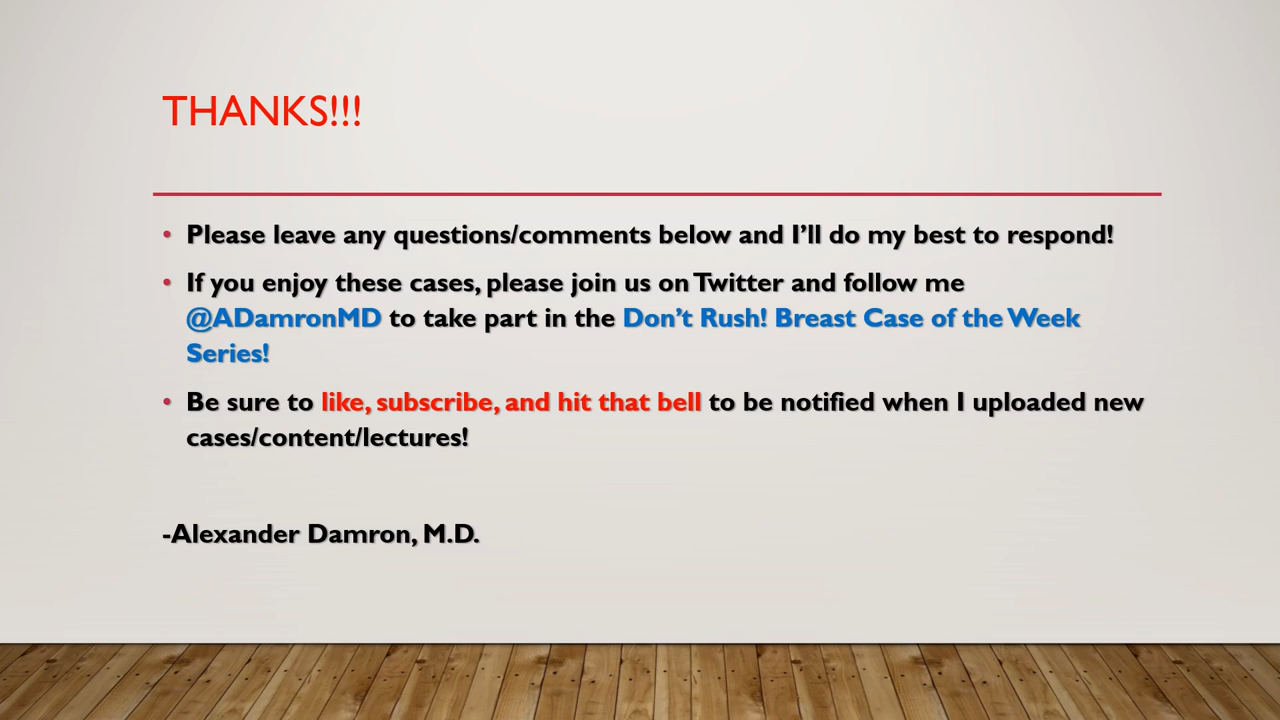 THANKS!!!
• Please leave any questions/comments below and I’ll do my best to respond!
• If you enjoy these cases, please join us on Twitter and follow me
@ADamronMD to take part in the Don’t Rush! Breast Case of the Week
Series!
• Be sure to like, subscribe, and hit that bell to be notified when I uploaded new
cases/content/lectures!
-Alexander Damron, M.D.